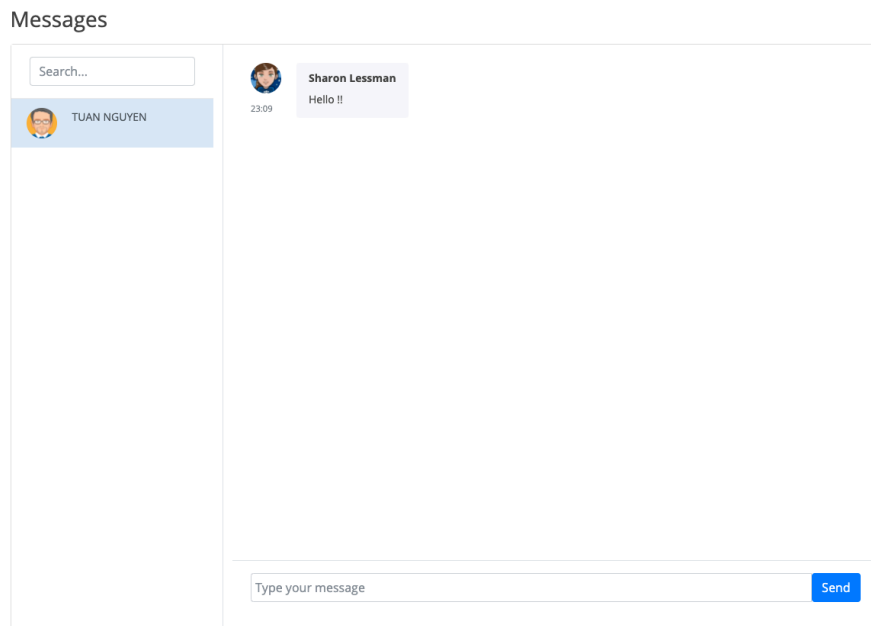 Messages
Search...
TUAN NGUYEN
Sharon Lessman
Hello !!
23:09
Type your message
Send